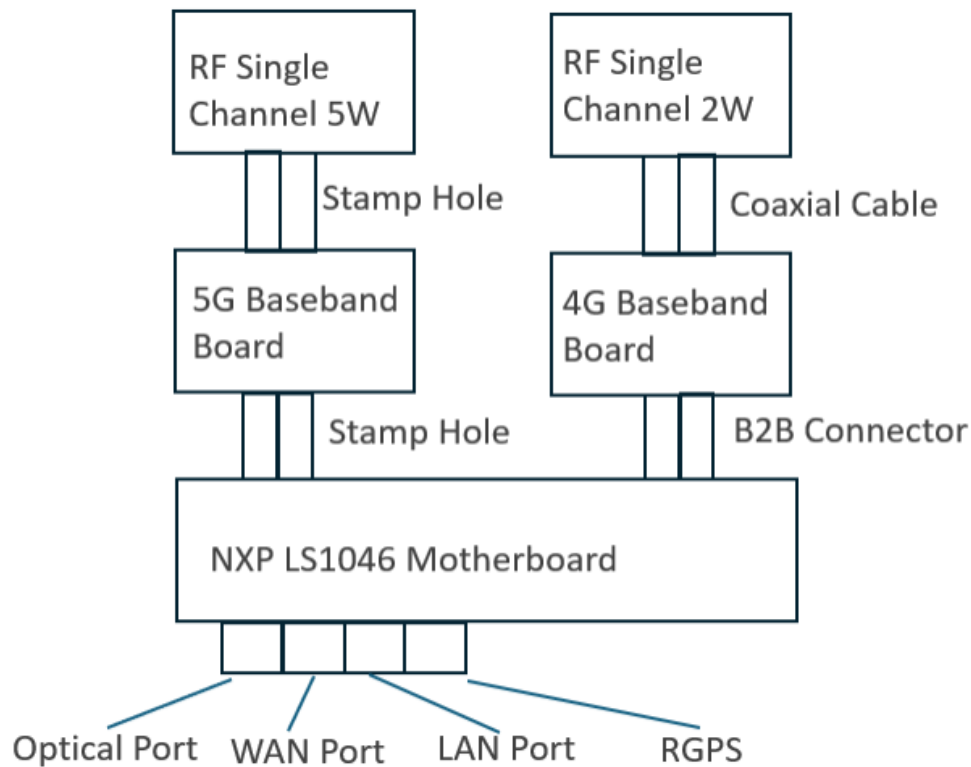 RF Single
Channel 5W
RF Single
Channel 2W
Stamp Hole
Coaxial Cable
5G Baseband
Board
4G Baseband
Board
Stamp Hole
B2B Connector
NXP LS1046 Motherboard
Optical Port
WAN Port
LAN Port
RGPS